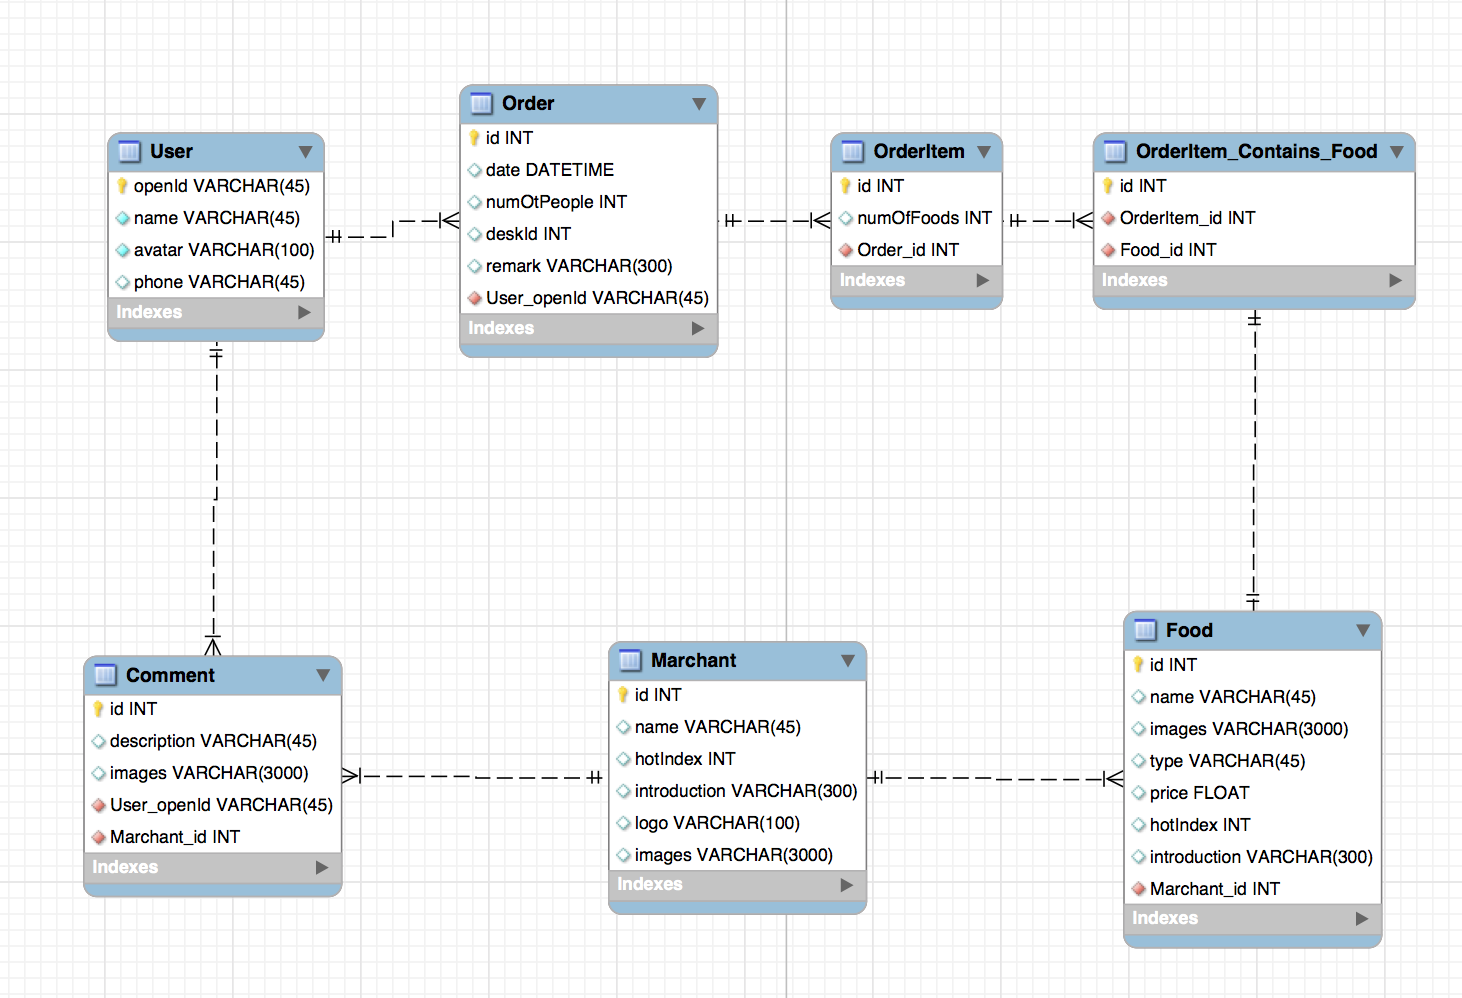 User
openId VARCHAR(45)
name VARCHAR(45)
avatar VARCHAR(100)
phone VARCHAR(45)
Indexes
Order
id INT
date DATETIME
numOtPeople INT
deskId INT
remark VARCHAR(300)
User_openId VARCHAR(45)
Indexes
OrderItem
id INT
numOfFoods INT
Order_id INT
Indexes
OrderItem_Contains_Food
id INT
OrderItem_id INT
Food_id INT
Indexes
Comment
id INT
description VARCHAR(45)
images VARCHAR(3000)
User_openId VARCHAR(45)
Marchant_id INT
Indexes
Marchant
id INT
name VARCHAR(45)
hotIndex INT
introduction VARCHAR(300)
logo VARCHAR(100)
images VARCHAR(3000)
Indexes
Food
id INT
name VARCHAR(45)
images VARCHAR(3000)
type VARCHAR(45)
price FLOAT
hotIndex INT
introduction VARCHAR(300)
Marchant_id INT
Indexes